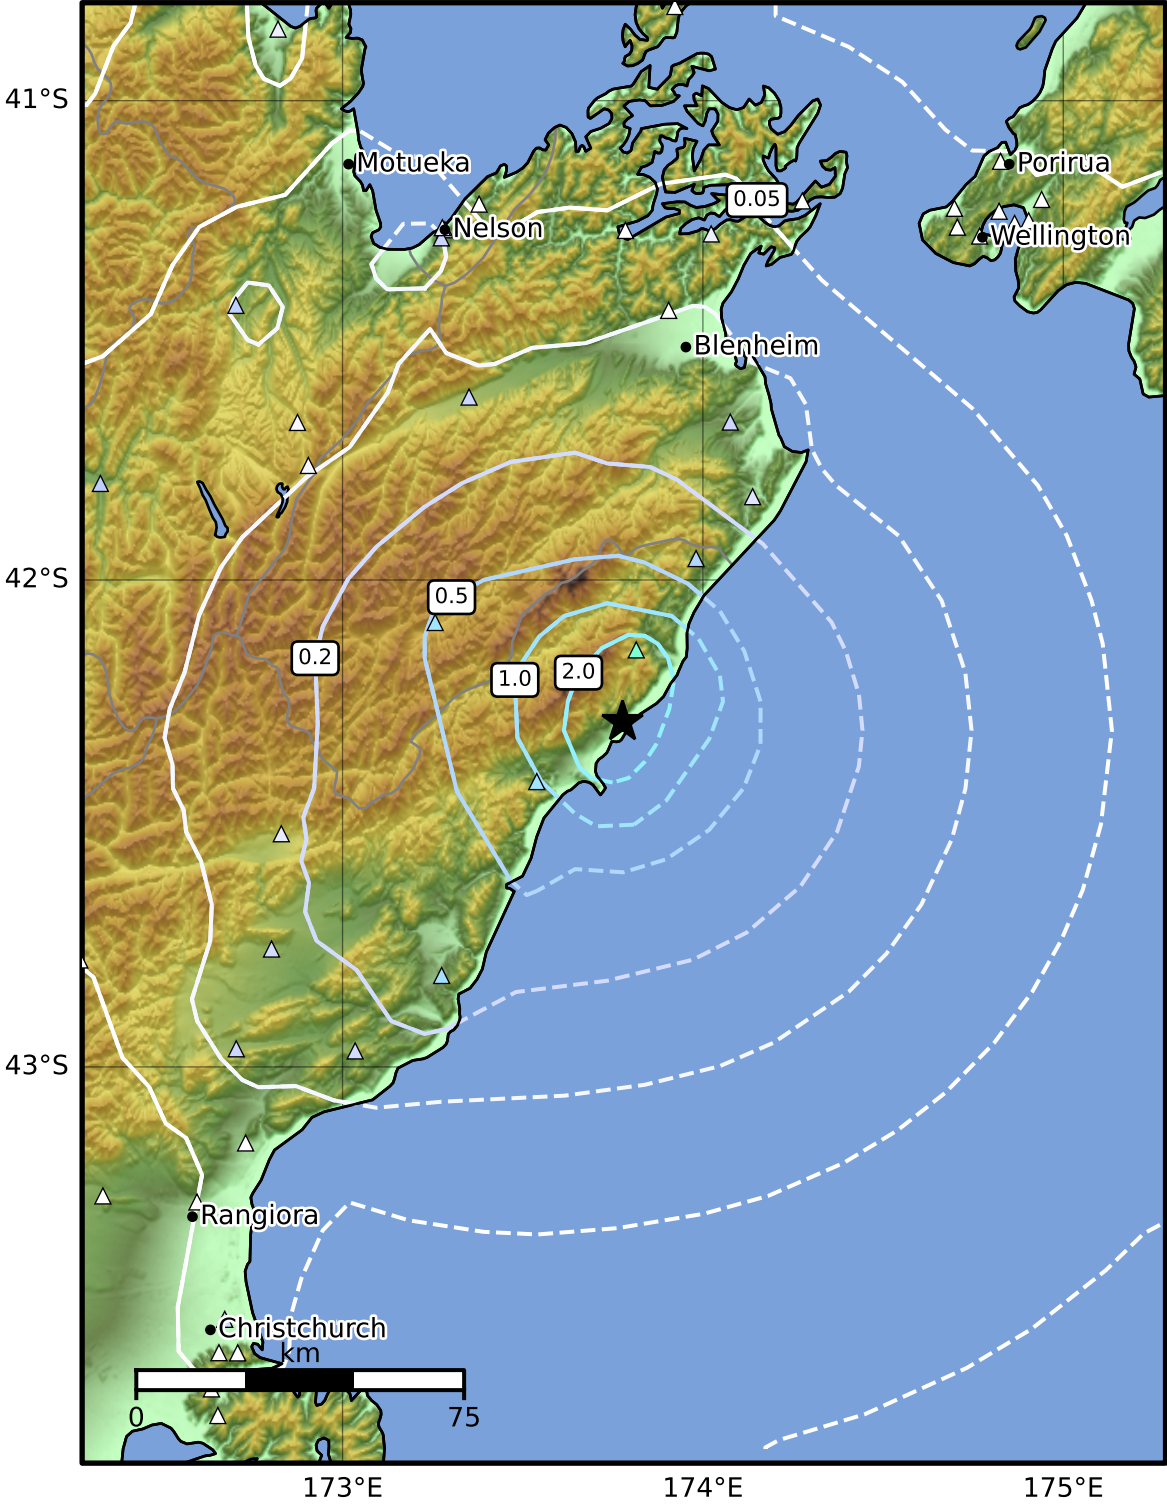 41°S
Motueka
Porirua
0.05
Nelson
Wellington
Blenheim
42°S
0.5
0.2
1.0
2.0
43°S
Rangiora
Christchurch
km
0
75
173°E
174°E
175°E